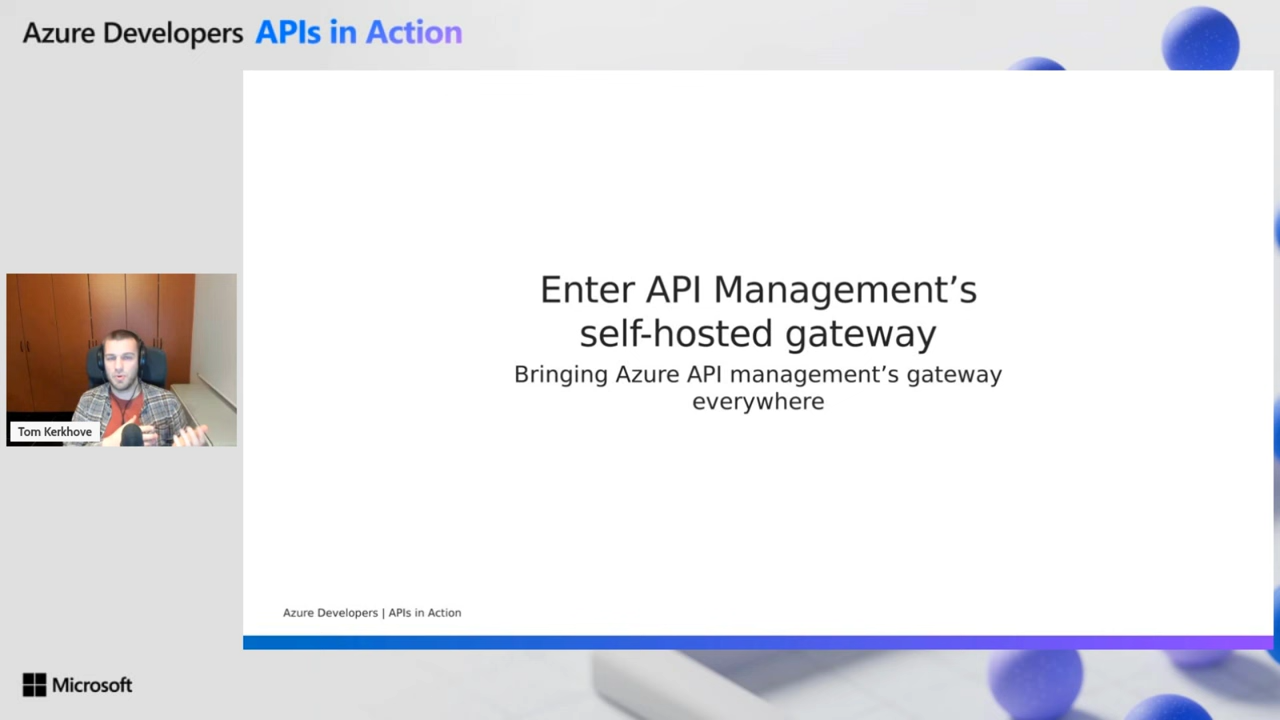 Azure Developers APIs in Action
Enter API Management’s
self-hosted gateway
Bringing Azure API management’s gateway
everywhere
Tom Kerkhove
Azure Developers | APIs in Action
Microsoft